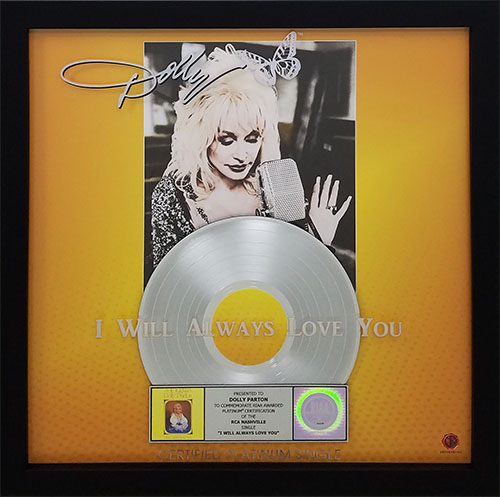 Dolly
I WILL ALWAYS LOVE YOU
PRESENTED TO
DOLLY PARTON
TO COMMEMORATE RIAA AWARDED
PLATINUM® CERTIFICATION
OF THE
RCA NASHVILLE
SINGLE
"I WILL ALWAYS LOVE YOU"
CERTIFIED PLATINUM SINGLE